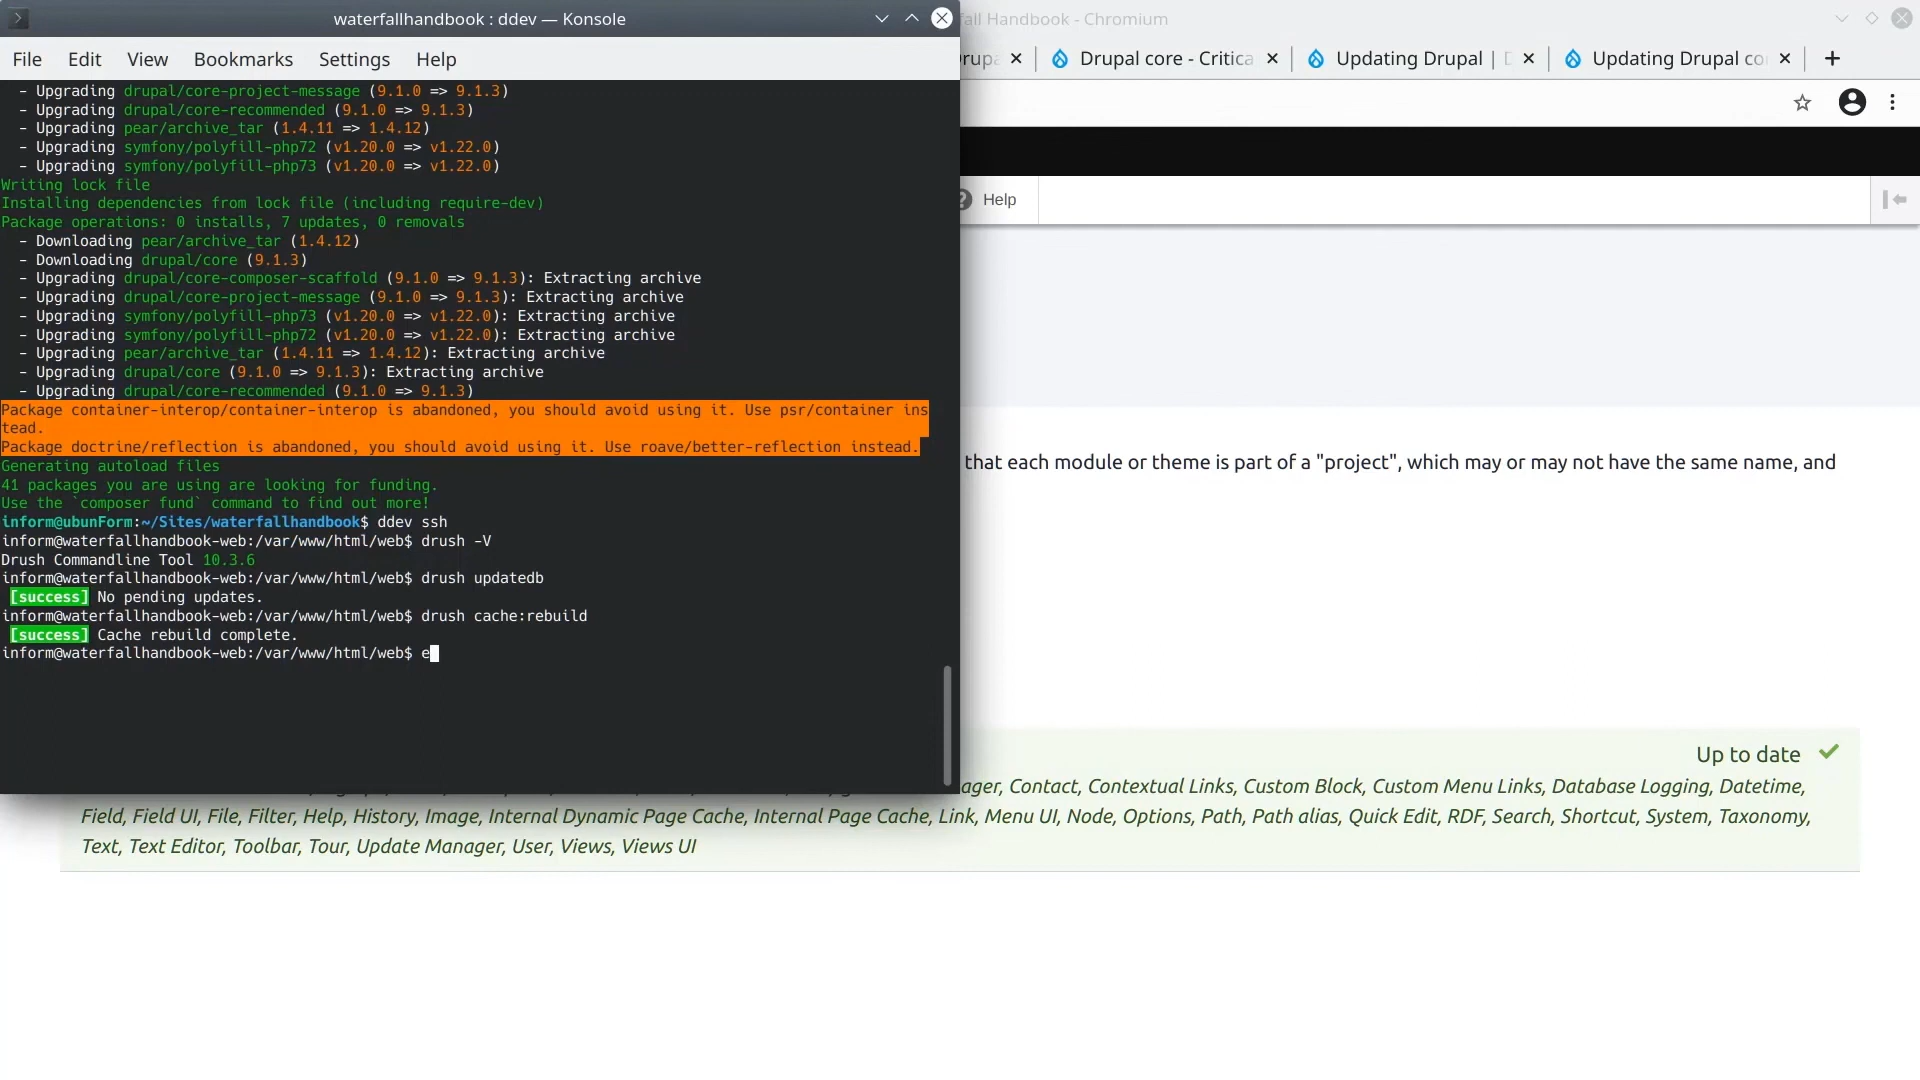 waterfallhandbook : ddev — Konsole
File Edit View Bookmarks Settings Help
- Upgrading drupal/core-project-message (9.1.0 => 9.1.3)
- Upgrading drupal/core-recommended (9.1.0 => 9.1.3)
- Upgrading pear/archive_tar (1.4.11 => 1.4.12)
- Upgrading symfony/polyfill-php72 (v1.20.0 => v1.22.0)
- Upgrading symfony/polyfill-php73 (v1.20.0 => v1.22.0)
Writing lock file
Installing dependencies from lock file (including require-dev)
Package operations: 0 installs, 7 updates, 0 removals
- Downloading pear/archive_tar (1.4.12)
- Downloading drupal/core (9.1.3)
- Upgrading drupal/core-composer-scaffold (9.1.0 => 9.1.3): Extracting archive
- Upgrading drupal/core-project-message (9.1.0 => 9.1.3): Extracting archive
- Upgrading symfony/polyfill-php73 (v1.20.0 => v1.22.0): Extracting archive
- Upgrading symfony/polyfill-php72 (v1.20.0 => v1.22.0): Extracting archive
- Upgrading pear/archive_tar (1.4.11 => 1.4.12): Extracting archive
- Upgrading drupal/core (9.1.0 => 9.1.3): Extracting archive
- Upgrading drupal/core-recommended (9.1.0 => 9.1.3)
Package container-interop/container-interop is abandoned, you should avoid using it. Use psr/container ins
tead.
Package doctrine/reflection is abandoned, you should avoid using it. Use roave/better-reflection instead.
Generating autoload files
41 packages you are using are looking for funding.
Use the `composer fund` command to find out more!
inform@ubunForm:~/Sites/waterfallhandbook$ ddev ssh
inform@waterfallhandbook-web:/var/www/html/web$ drush -V
Drush Commandline Tool 10.3.6
inform@waterfallhandbook-web:/var/www/html/web$ drush updatedb
[success] No pending updates.
inform@waterfallhandbook-web:/var/www/html/web$ drush cache:rebuild
[success] Cache rebuild complete.
inform@waterfallhandbook-web:/var/www/html/web$ e
fall Handbook - Chromium
Drupal core - Critica
Updating Drupal |
Updating Drupal co
Help
that each module or theme is part of a "project", which may or may not have the same name, and
Up to date
ager, Contact, Contextual Links, Custom Block, Custom Menu Links, Database Logging, Datetime,
Field, Field UI, File, Filter, Help, History, Image, Internal Dynamic Page Cache, Internal Page Cache, Link, Menu UI, Node, Options, Path, Path alias, Quick Edit, RDF, Search, Shortcut, System, Taxonomy,
Text, Text Editor, Toolbar, Tour, Update Manager, User, Views, Views UI